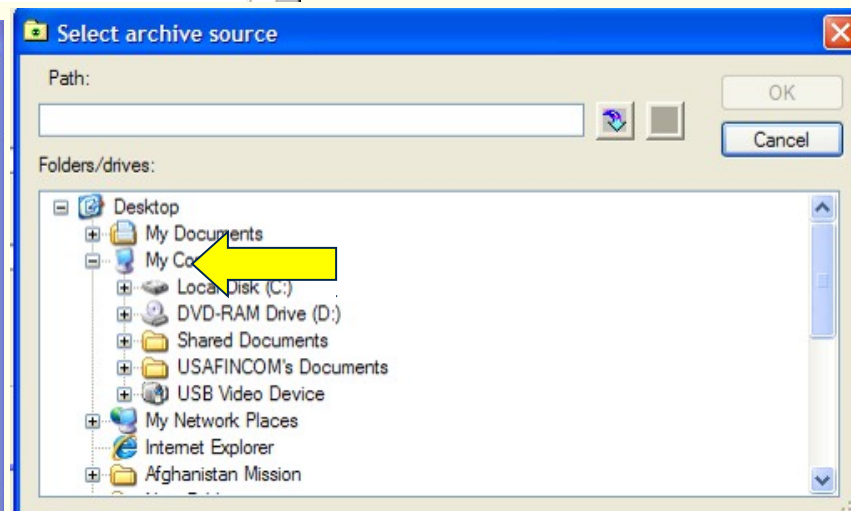 Select archive source
Path:
OK
Cancel
Folders/drives:
Desktop
My Documents
My
Local Disk (C:)
DVD-RAM Drive (D:)
Shared Documents
USAFINCOM's Documents
USB Video Device
My Network Places
Internet Explorer
Afghanistan Mission